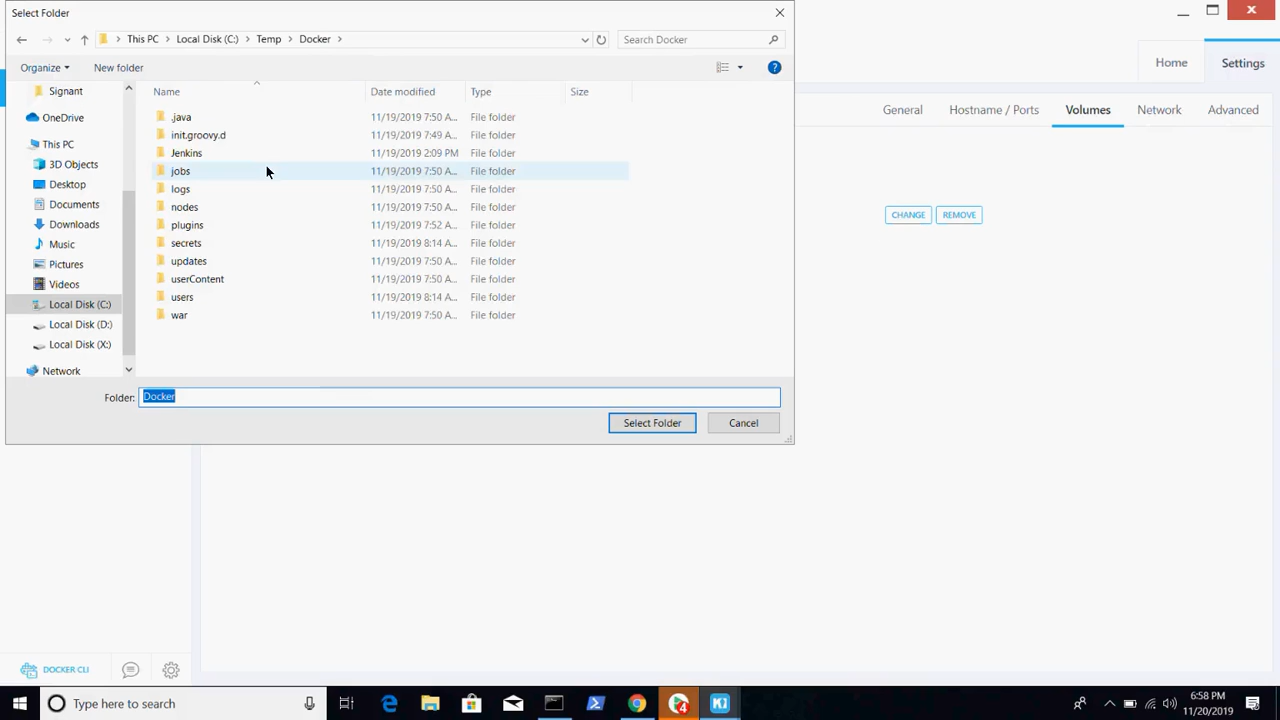 Select Folder
This PC > Local Disk (C:) > Temp > Docker >
Search Docker
Home
Settings
Organize
New folder
General
Hostname / Ports
Volumes
Network
Advanced
Name
Date modified
Type
Size
.java 11/19/2019 7:50 A... File folder
init.groovy.d 11/19/2019 7:49 A... File folder
Jenkins 11/19/2019 2:09 PM File folder
jobs 11/19/2019 7:50 A... File folder
logs 11/19/2019 7:50 A... File folder
nodes 11/19/2019 7:50 A... File folder
plugins 11/19/2019 7:52 A... File folder
secrets 11/19/2019 8:14 A... File folder
updates 11/19/2019 7:50 A... File folder
userContent 11/19/2019 7:50 A... File folder
users 11/19/2019 8:14 A... File folder
war 11/19/2019 7:50 A... File folder
Signant
OneDrive
This PC
3D Objects
Desktop
Documents
Downloads
Music
Pictures
Videos
Local Disk (C:)
Local Disk (D:)
Local Disk (X:)
Network
CHANGE
REMOVE
Folder: Docker
Select Folder
Cancel
DOCKER CLI
Type here to search
4
6:58 PM
11/20/2019